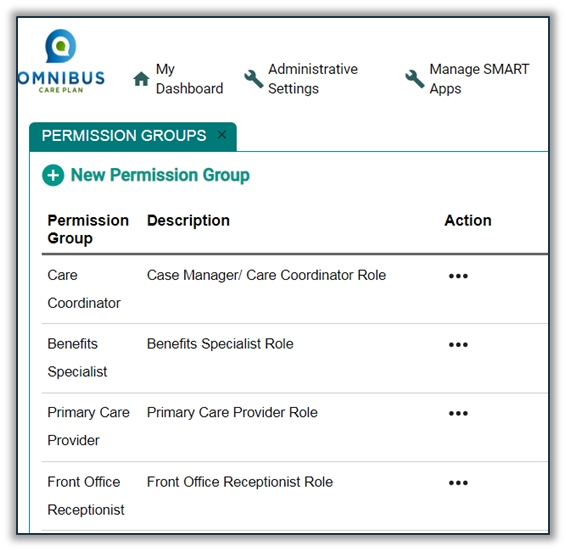 OMNIBUS
CARE PLAN
My
Dashboard
Administrative
Settings
Manage SMART
Apps
PERMISSION GROUPS ×
+ New Permission Group
Permission
Group
Description
Action
Care
Coordinator
Case Manager/ Care Coordinator Role
•••
Benefits
Specialist
Benefits Specialist Role
•••
Primary Care
Provider
Primary Care Provider Role
•••
Front Office
Receptionist
Front Office Receptionist Role
•••